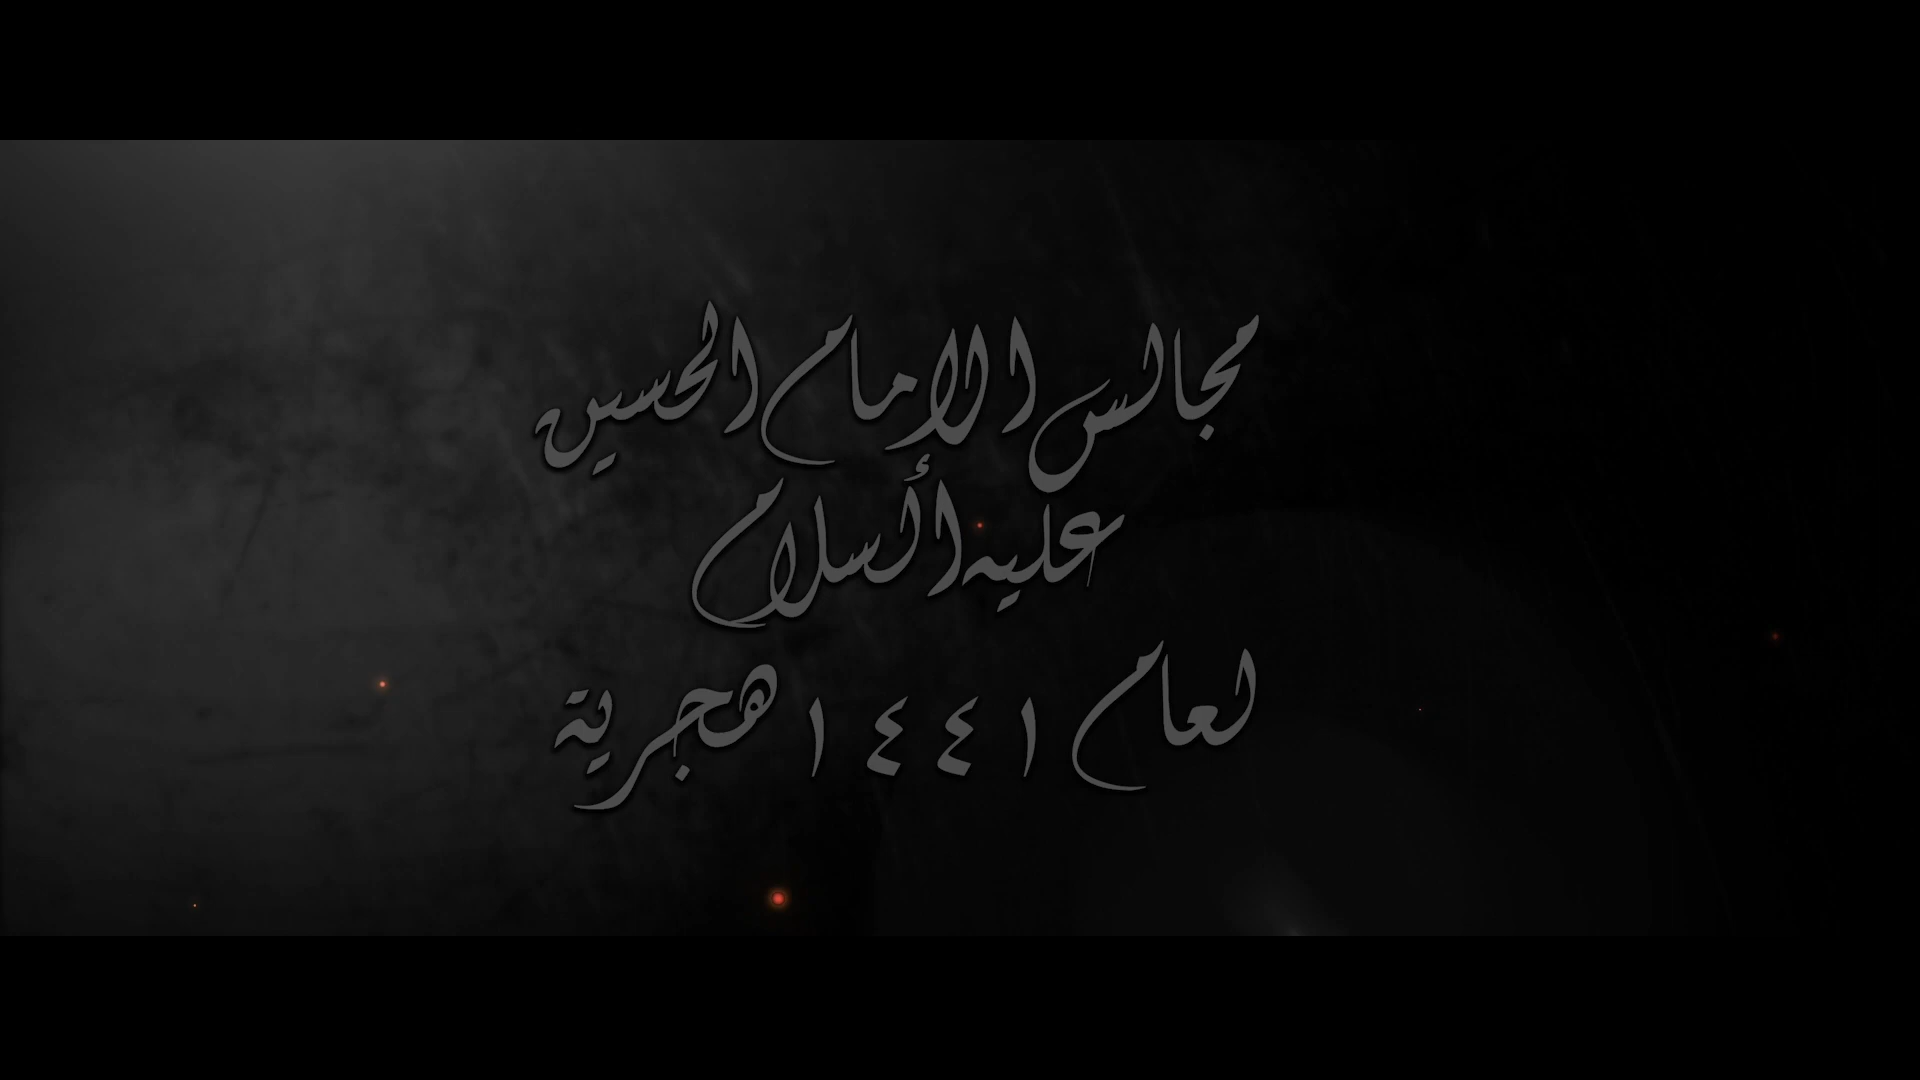 مجالس الإمام الحسين
عليه السلام
لعام ١٤٤١ هجرية